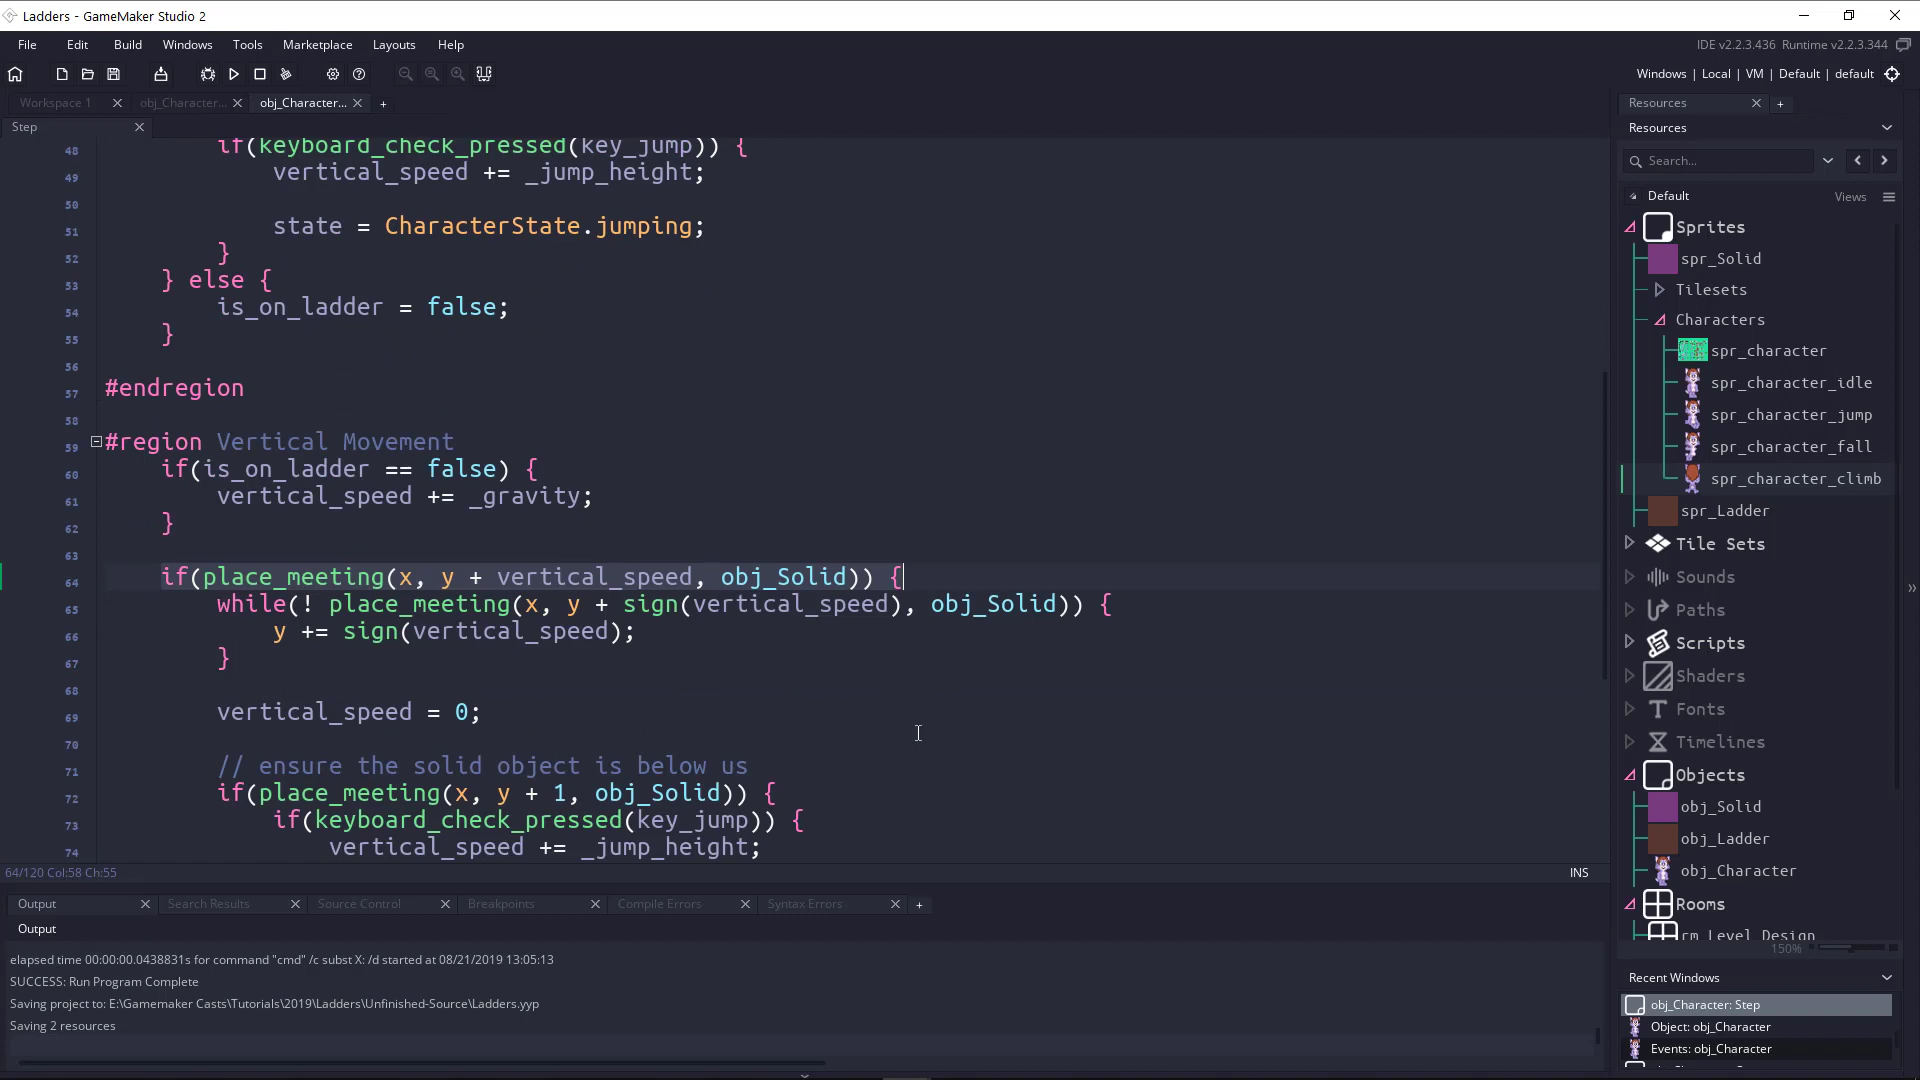 Ladders - GameMaker Studio 2
File Edit Build Windows Tools Marketplace Layouts Help
IDE v2.2.3.436 Runtime v2.2.3.344
Windows | Local | VM | Default | default
Workspace 1 obj_Character... obj_Character... +
Step
48 if(keyboard_check_pressed(key_jump)) {
49 vertical_speed += _jump_height;
50
51 state = CharacterState.jumping;
52 }
53 } else {
54 is_on_ladder = false;
55 }
56
57 #endregion
58
59 #region Vertical Movement
60 if(is_on_ladder == false) {
61 vertical_speed += _gravity;
62 }
63
64 if(place_meeting(x, y + vertical_speed, obj_Solid)) {
65 while(! place_meeting(x, y + sign(vertical_speed), obj_Solid)) {
66 y += sign(vertical_speed);
67 }
68
69 vertical_speed = 0;
70
71 // ensure the solid object is below us
72 if(place_meeting(x, y + 1, obj_Solid)) {
73 if(keyboard_check_pressed(key_jump)) {
74 vertical_speed += _jump_height;
64/120 Col:58 Ch:55
INS
Output Search Results Source Control Breakpoints Compile Errors Syntax Errors +
Output
elapsed time 00:00:00.0438831s for command "cmd" /c subst X: /d started at 08/21/2019 13:05:13
SUCCESS: Run Program Complete
Saving project to: E:\Gamemaker Casts\Tutorials\2019\Ladders\Unfinished-Source\Ladders.yyp
Saving 2 resources
Resources +
Resources
Search...
Default Views
Sprites
spr_Solid
Tilesets
Characters
spr_character
spr_character_idle
spr_character_jump
spr_character_fall
spr_character_climb
spr_Ladder
Tile Sets
Sounds
Paths
Scripts
Shaders
Fonts
Timelines
Objects
obj_Solid
obj_Ladder
obj_Character
Rooms
rm_Level_Design
150%
Recent Windows
obj_Character: Step
Object: obj_Character
Events: obj_Character